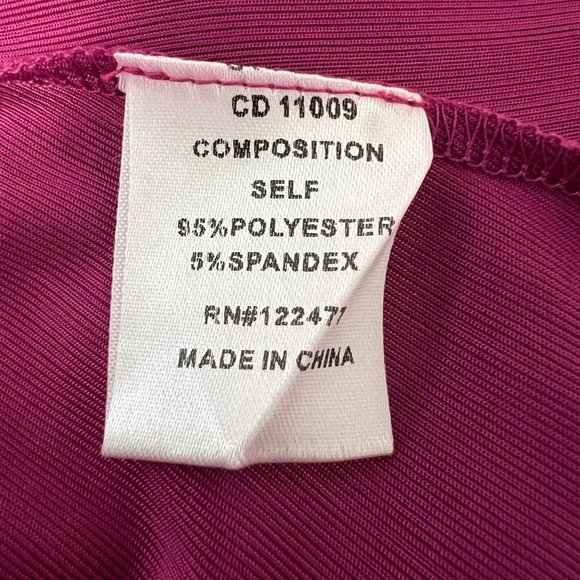 CD 11009
COMPOSITION
SELF
95%POLYESTER
5%SPANDEX
RN#122477
MADE IN CHINA